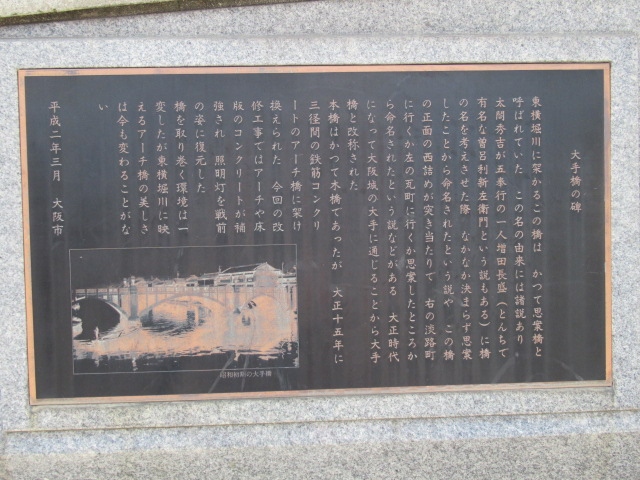 大手橋の碑
東横堀川に架かるこの橋は　かつて思案橋と
呼ばれていた　この名の由来には諸説あり
太閤秀吉が五奉行の一人増田長盛（とんちで
有名な曽呂利新左衛門という説もある）に橋
の名を考えさせた際　なかなか決まらず思案
したことから命名されたという説や　この橋
の正面の西詰めが突き当たりで　右の淡路町
に行くか左の瓦町に行くか思案したところか
ら命名されたという説などがある　大正時代
になって大阪城の大手に通じることから大手
橋と改称された
本橋はかつて木橋であったが　大正十五年に
三径間の鉄筋コンクリ
ートのアーチ橋に架け
換えられた　今回の改
修工事ではアーチや床
版のコンクリートが補
強され　照明灯を戦前
の姿に復元した
橋を取り巻く環境は一
変したが東横堀川に映
えるアーチ橋の美しさ
は今も変わることがな
い
平成二年三月　大阪市
昭和初期の大手橋